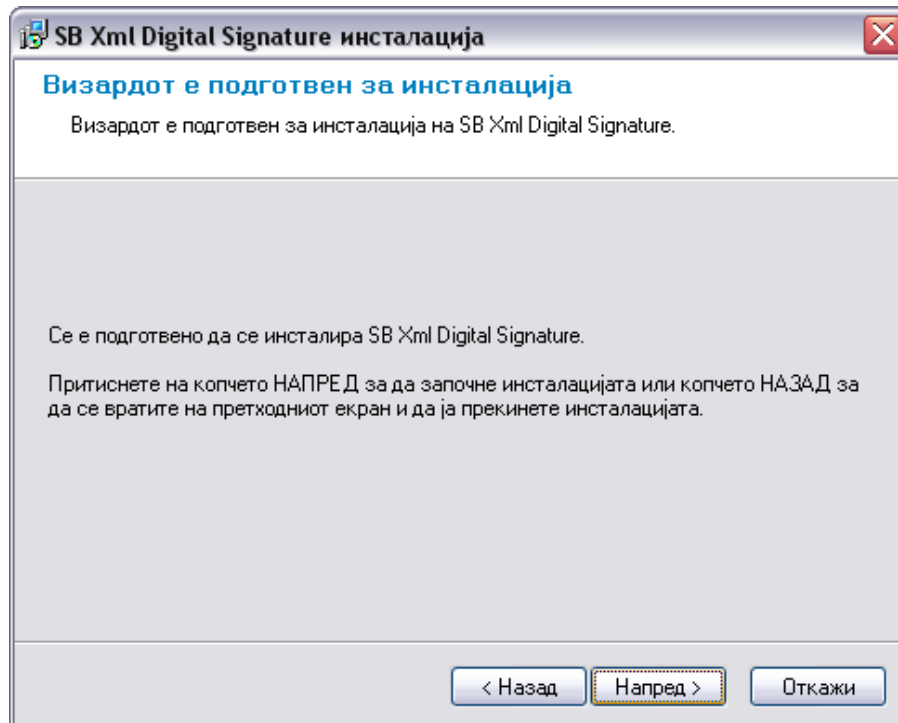 SB Xml Digital Signature инсталација
Визардот е подготвен за инсталација
Визардот е подготвен за инсталација на SB Xml Digital Signature.
Се е подготвено да се инсталира SB Xml Digital Signature.
Притиснете на копчето НАПРЕД за да започне инсталацијата или копчето НАЗАД за
да се вратите на претходниот екран и да ја прекинете инсталацијата.
< Назад
Напред >
Откажи